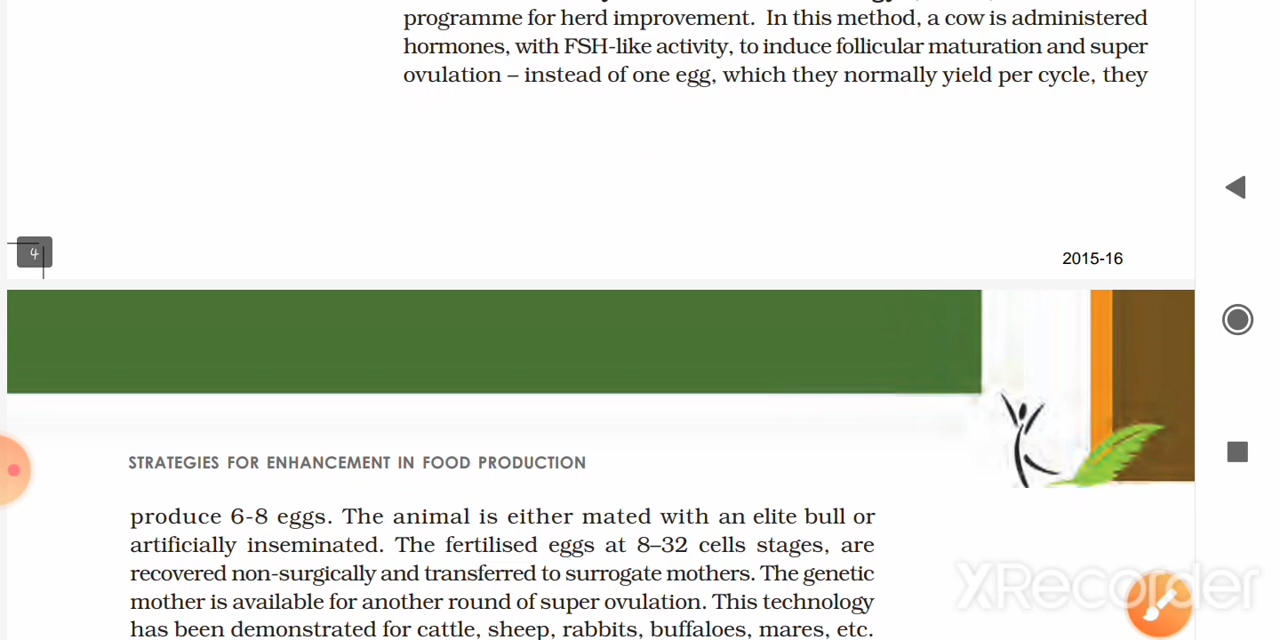 programme for herd improvement. In this method, a cow is administered
hormones, with FSH-like activity, to induce follicular maturation and super
ovulation – instead of one egg, which they normally yield per cycle, they
4
2015-16
STRATEGIES FOR ENHANCEMENT IN FOOD PRODUCTION
produce 6-8 eggs. The animal is either mated with an elite bull or
artificially inseminated. The fertilised eggs at 8–32 cells stages, are
recovered non-surgically and transferred to surrogate mothers. The genetic
mother is available for another round of super ovulation. This technology
has been demonstrated for cattle, sheep, rabbits, buffaloes, mares, etc.
XRecorder